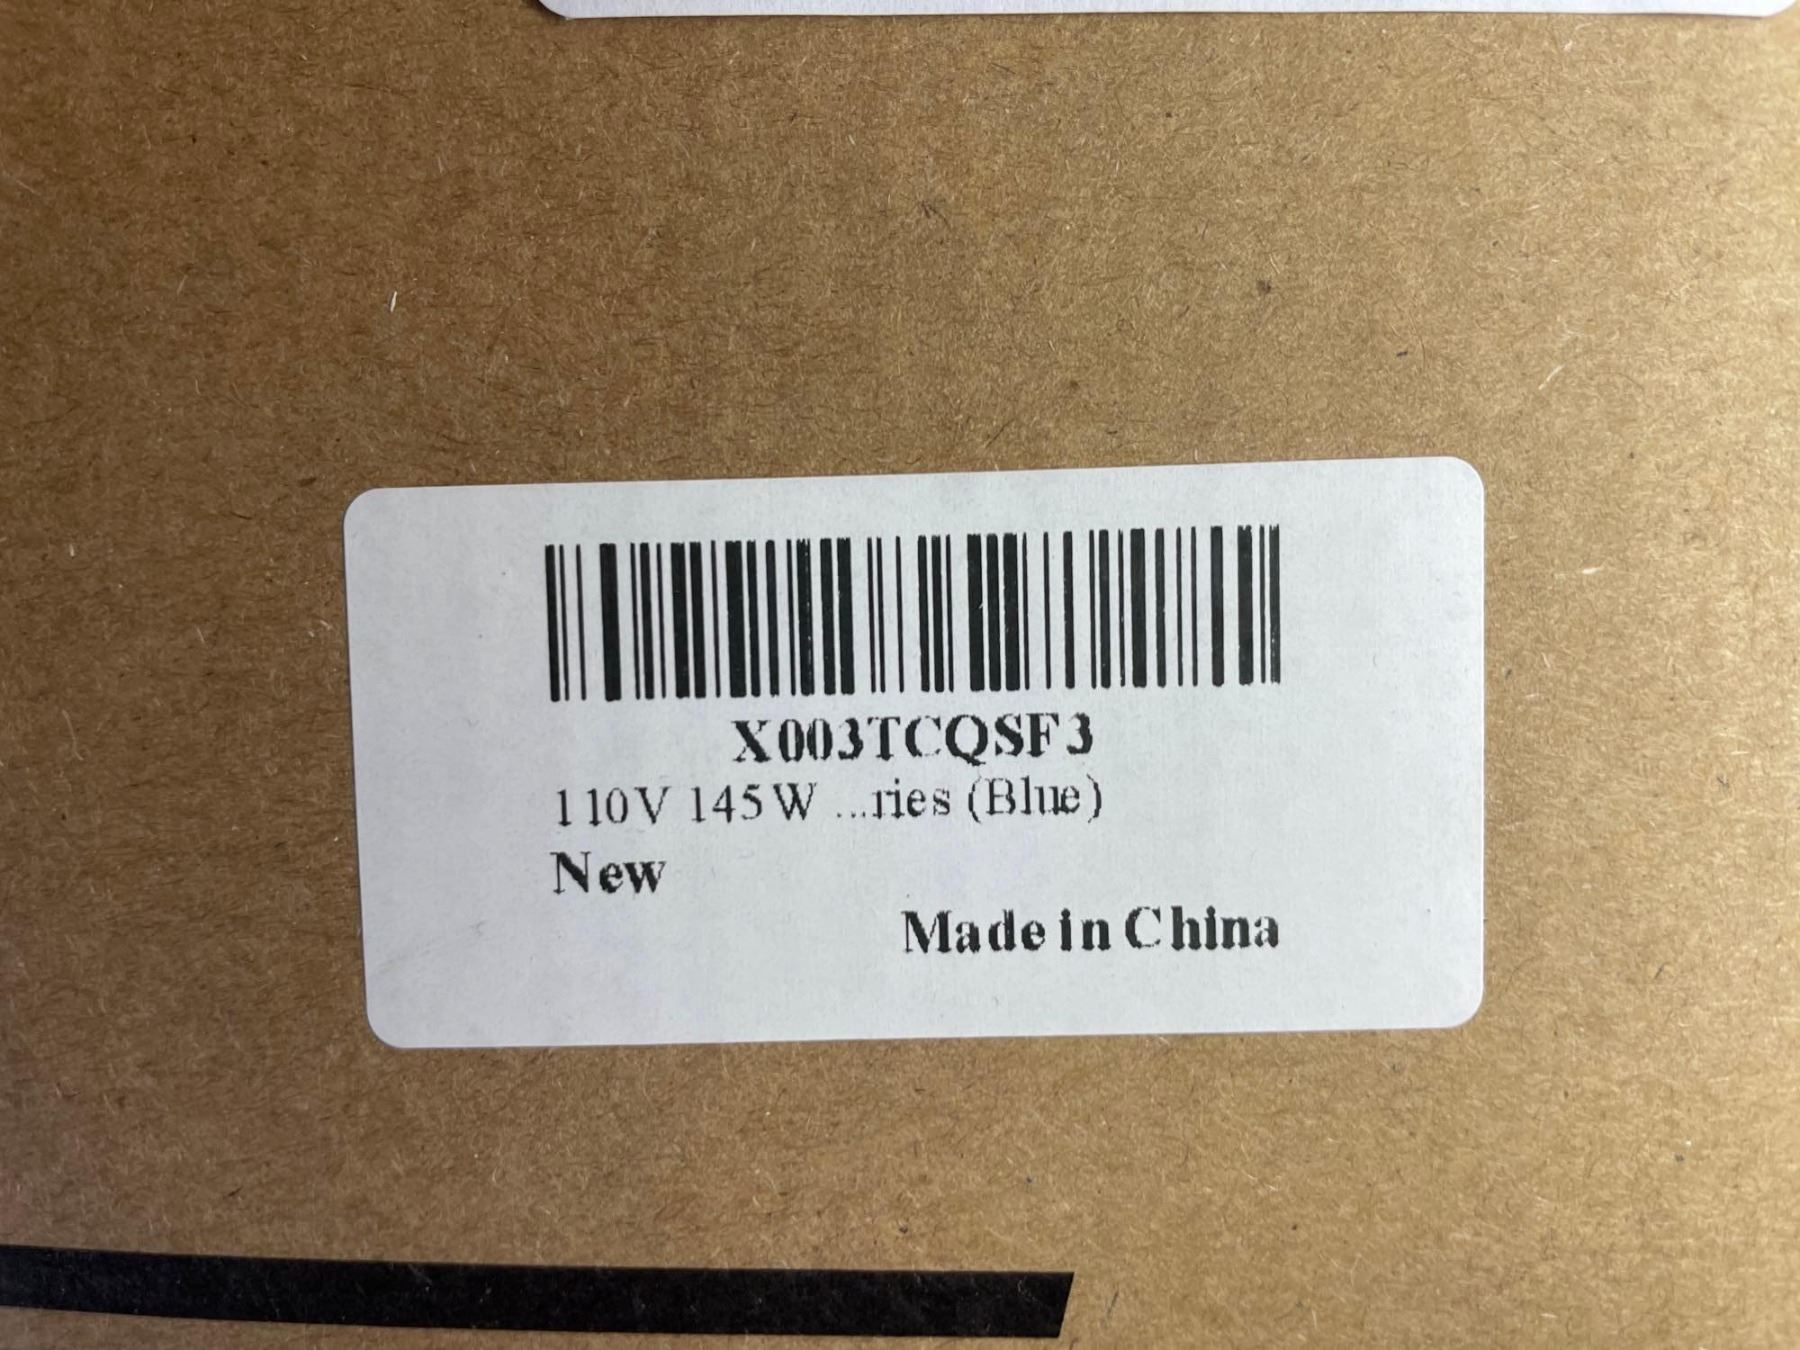 X003TCQSF3
110V 145W ...ries (Blue)
New
Made in China